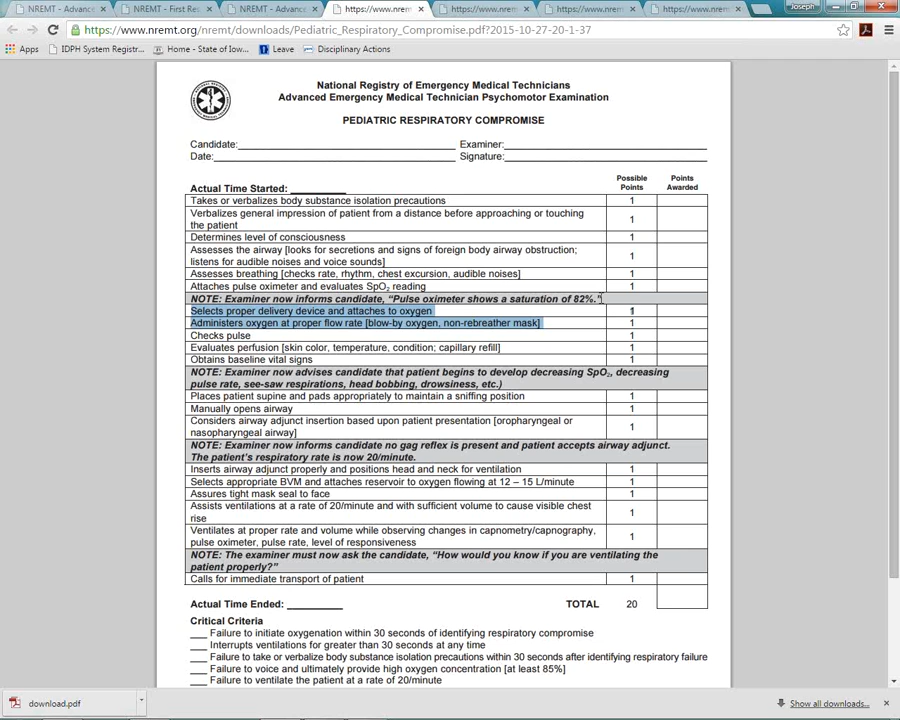 NREMT - Advanc
NREMT - First Re
NREMT - Advanc
https://www.nrem
https://www.nrem
https://www.nrem
https://www.nrem
Joseph
https://www.nremt.org/nremt/downloads/Pediatric_Respiratory_Compromise.pdf?2015-10-27-20-1-37
Apps
IDPH System Registr...
Home - State of Iow...
Leave
Disciplinary Actions
National Registry of Emergency Medical Technicians
Advanced Emergency Medical Technician Psychomotor Examination
PEDIATRIC RESPIRATORY COMPROMISE
Candidate: Examiner:
Date: Signature:
Actual Time Started: Possible Points Points Awarded
Takes or verbalizes body substance isolation precautions 1
Verbalizes general impression of patient from a distance before approaching or touching
the patient 1
Determines level of consciousness 1
Assesses the airway [looks for secretions and signs of foreign body airway obstruction;
listens for audible noises and voice sounds] 1
Assesses breathing [checks rate, rhythm, chest excursion, audible noises] 1
Attaches pulse oximeter and evaluates SpO₂ reading 1
NOTE: Examiner now informs candidate, “Pulse oximeter shows a saturation of 82%.”
Selects proper delivery device and attaches to oxygen 1
Administers oxygen at proper flow rate [blow-by oxygen, non-rebreather mask] 1
Checks pulse 1
Evaluates perfusion [skin color, temperature, condition; capillary refill] 1
Obtains baseline vital signs 1
NOTE: Examiner now advises candidate that patient begins to develop decreasing SpO₂, decreasing
pulse rate, see-saw respirations, head bobbing, drowsiness, etc.)
Places patient supine and pads appropriately to maintain a sniffing position 1
Manually opens airway 1
Considers airway adjunct insertion based upon patient presentation [oropharyngeal or
nasopharyngeal airway] 1
NOTE: Examiner now informs candidate no gag reflex is present and patient accepts airway adjunct.
The patient’s respiratory rate is now 20/minute.
Inserts airway adjunct properly and positions head and neck for ventilation 1
Selects appropriate BVM and attaches reservoir to oxygen flowing at 12 – 15 L/minute 1
Assures tight mask seal to face 1
Assists ventilations at a rate of 20/minute and with sufficient volume to cause visible chest
rise 1
Ventilates at proper rate and volume while observing changes in capnometry/capnography,
pulse oximeter, pulse rate, level of responsiveness 1
NOTE: The examiner must now ask the candidate, “How would you know if you are ventilating the
patient properly?”
Calls for immediate transport of patient 1
Actual Time Ended: TOTAL 20
Critical Criteria
Failure to initiate oxygenation within 30 seconds of identifying respiratory compromise
Interrupts ventilations for greater than 30 seconds at any time
Failure to take or verbalize body substance isolation precautions within 30 seconds after identifying respiratory failure
Failure to voice and ultimately provide high oxygen concentration [at least 85%]
Failure to ventilate the patient at a rate of 20/minute
download.pdf
Show all downloads...